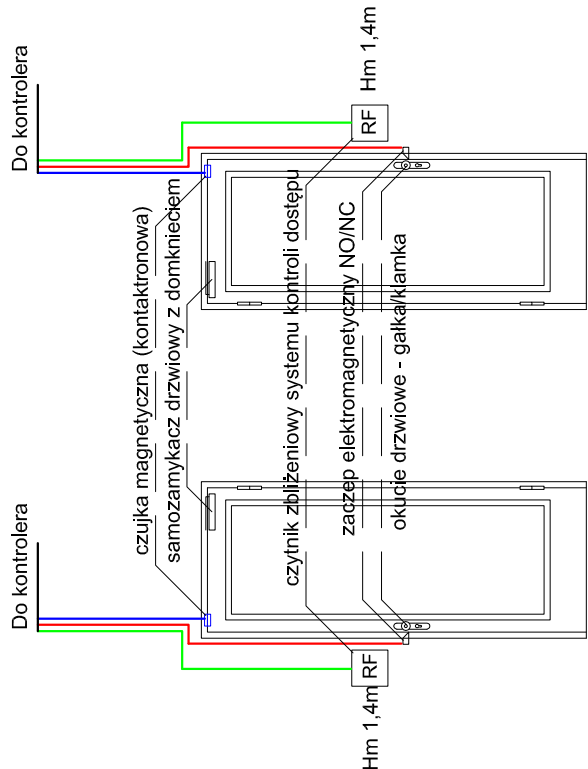 Do kontrolera
Do kontrolera
czujka magnetyczna (kontaktronowa)
samozamykacz drzwiowy z domknięciem
czytnik zbliżeniowy systemu kontroli dostępu
zaczep elektromagnetyczny NO/NC
okucie drzwiowe - gałka/klamka
RF
Hm 1,4m
RF
Hm 1,4m